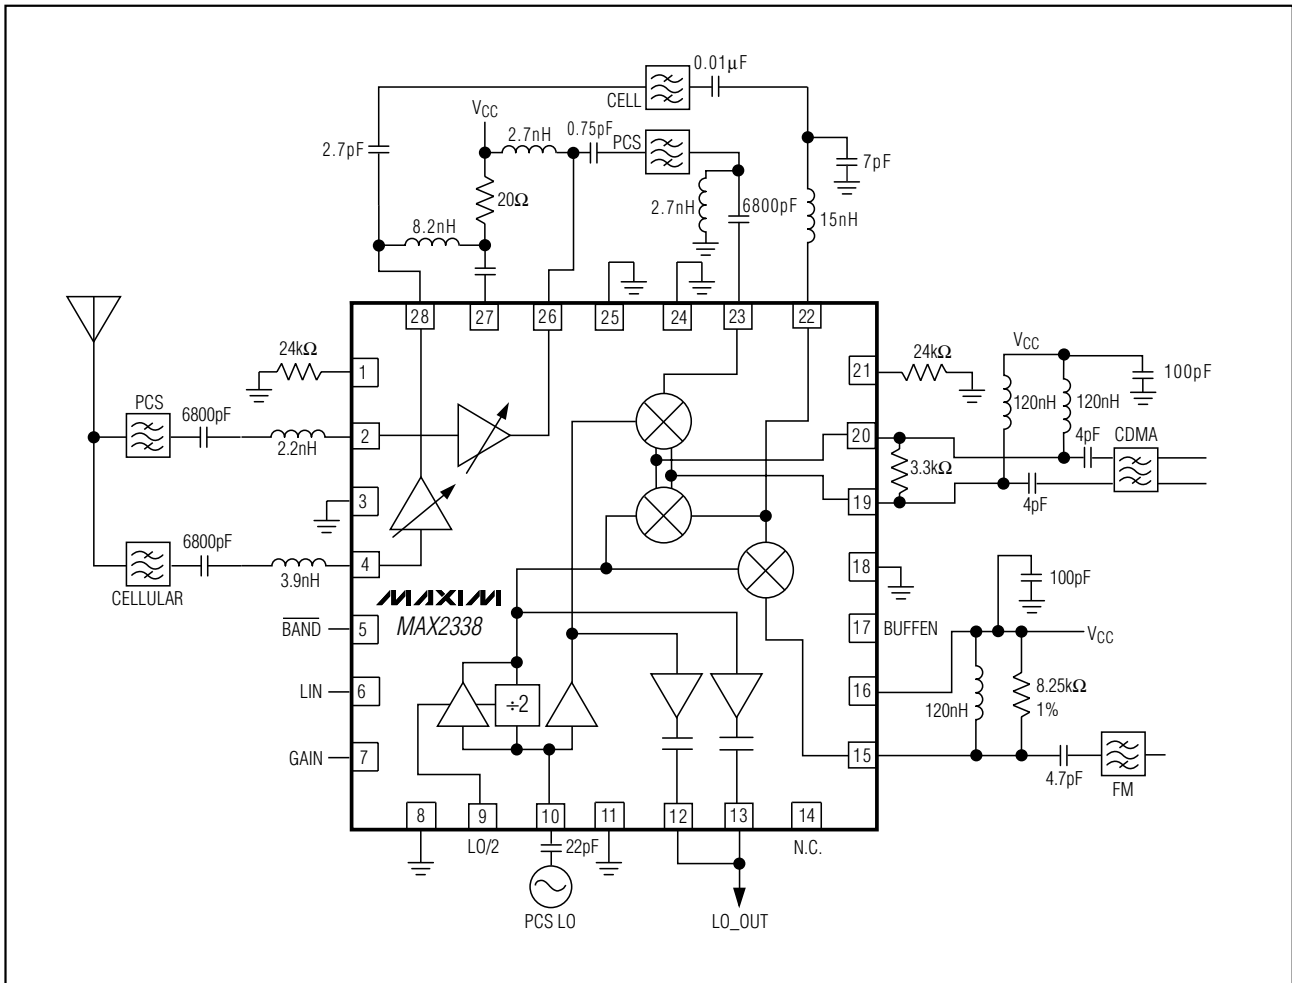 0.01µF
CELL
VCC
2.7nH
0.75pF
PCS
2.7pF
7pF
20Ω
2.7nH
6800pF
15nH
8.2nH
28
27
26
25
24
23
22
24kΩ
1
21
24kΩ
VCC
100pF
120nH
120nH
PCS
6800pF
2.2nH
2
20
4pF
CDMA
3.3kΩ
3
19
4pF
6800pF
3.9nH
4
CELLULAR
18
100pF
MAXIM
MAX2338
BAND
5
17
BUFFEN
VCC
LIN
6
÷2
16
120nH
8.25kΩ
1%
GAIN
7
15
4.7pF
FM
8
9
10
11
12
13
14
LO/2
22pF
N.C.
PCS LO
LO_OUT